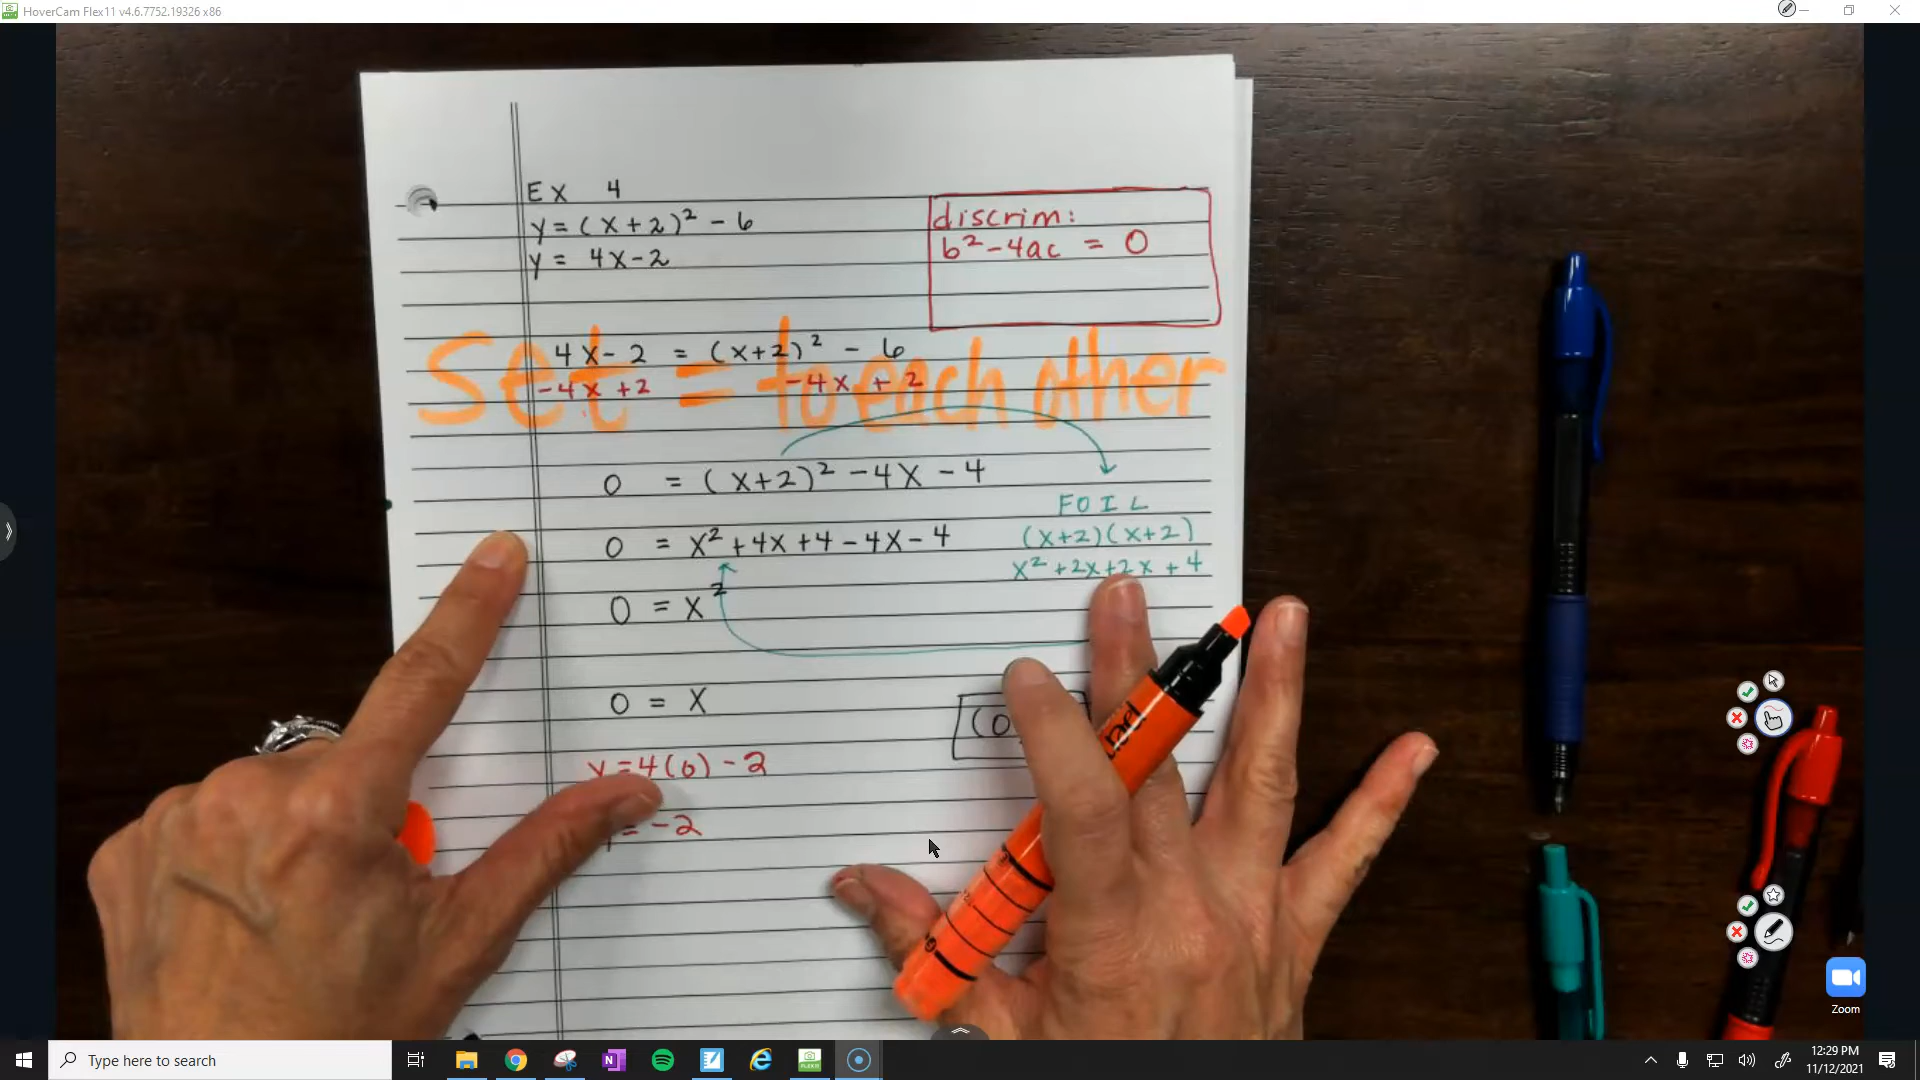 HoverCam Flex11 v4.6.7752.19326 x86
Ex 4
y = (x+2)² - 6
y = 4x-2
discrim:
b²-4ac = 0
4x-2 = (x+2)² - 6
-4x +2 -4x + 2
Set = to each other
0 = (x+2)² -4x -4
FOIL
(x+2)(x+2)
x² +2x+2x + 4
0 = x² +4x +4 -4x -4
0 = x²
0 = x
(0
y=4(0) -2
= -2
Zoom
Type here to search
12:29 PM
11/12/2021